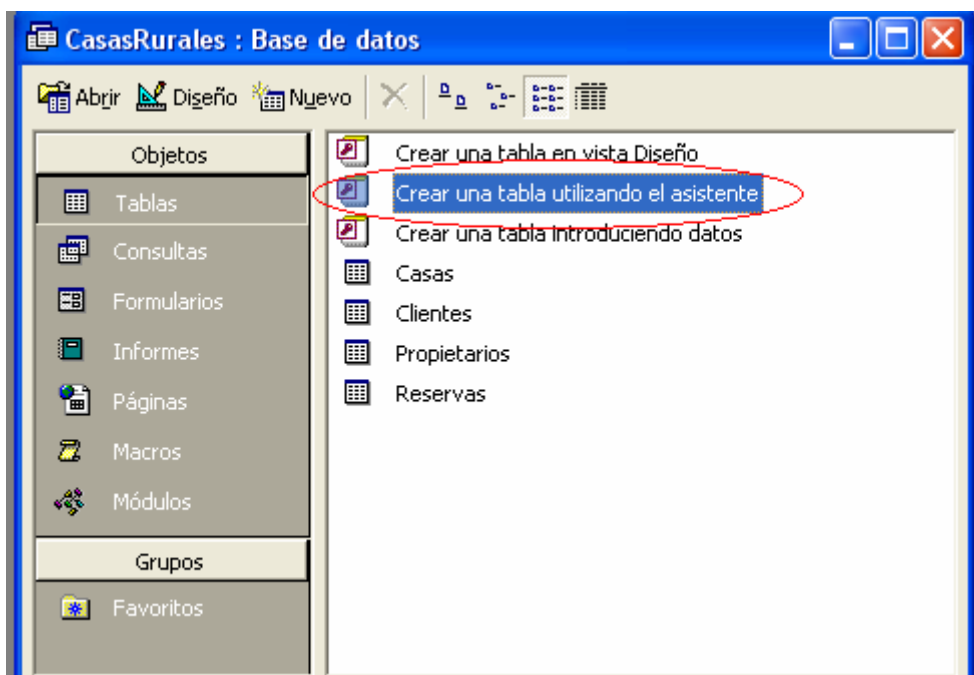 CasasRurales : Base de datos
Abrir Diseño Nuevo
Objetos
Tablas
Consultas
Formularios
Informes
Páginas
Macros
Módulos
Grupos
Favoritos
Crear una tabla en vista Diseño
Crear una tabla utilizando el asistente
Crear una tabla introduciendo datos
Casas
Clientes
Propietarios
Reservas